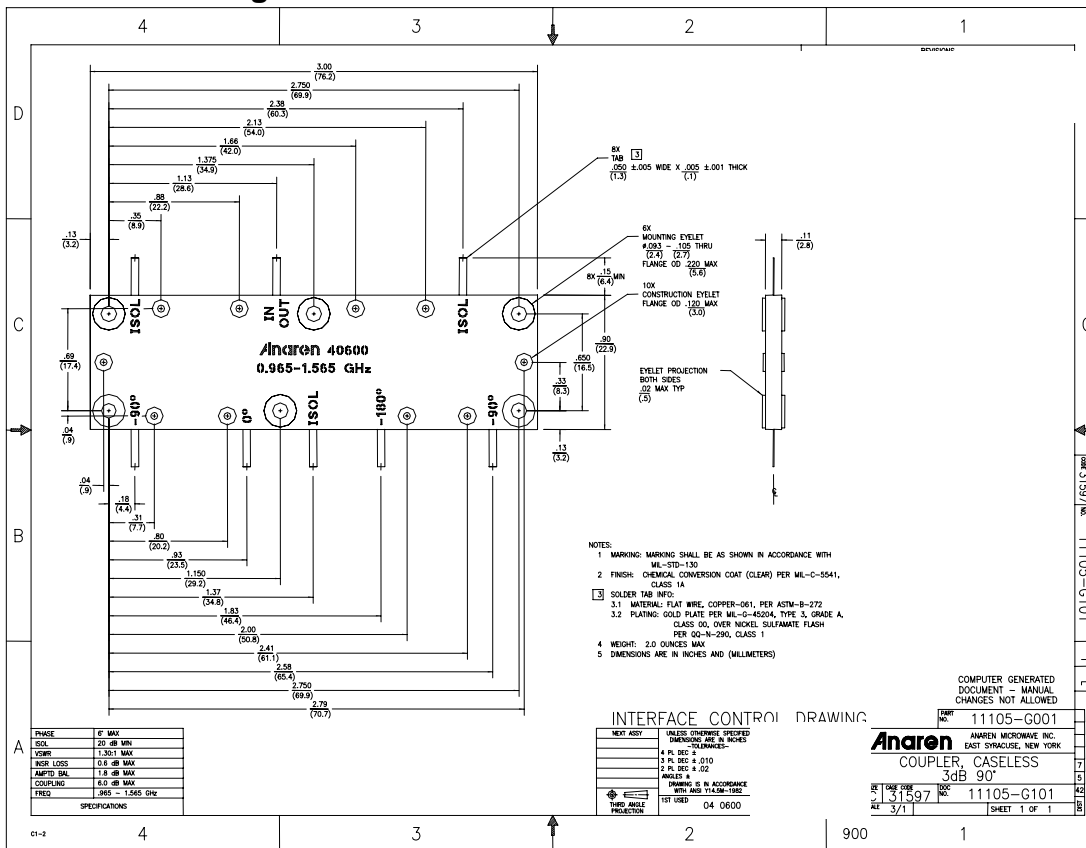 4 3 2 1
REVISIONS
D
3.00
(76.2)
2.750
(69.9)
2.38
(60.3)
2.13
(54.0)
1.66
(42.0)
1.375
(34.9)
1.13
(28.6)
.88
(22.2)
.35
(8.9)
.13
(3.2)
8X
TAB 3
.050 ±.005 WIDE X .005 ±.001 THICK
(1.3) (.1)
6X
MOUNTING EYELET
ø.093 - .105 THRU
(2.4) (2.7)
FLANGE OD .220 MAX
(5.6)
8X .15 MIN
(6.4)
10X
CONSTRUCTION EYELET
FLANGE OD .120 MAX
(3.0)
.11
(2.8)
C
ISOL
IN
OUT
ISOL
Anaren 40600
0.965-1.565 GHz
-90°
0°
ISOL
-180°
-90°
.69
(17.4)
.90
(22.9)
.650
(16.5)
.33
(8.3)
.13
(3.2)
EYELET PROJECTION
BOTH SIDES
.02 MAX TYP
(.5)
.04
(.9)
.04
(.9)
.18
(4.4)
.31
(7.7)
B
.80
(20.2)
.93
(23.5)
1.150
(29.2)
1.37
(34.8)
1.83
(46.4)
2.00
(50.8)
2.41
(61.1)
2.58
(65.4)
2.750
(69.9)
2.79
(70.7)
NOTES:
1 MARKING: MARKING SHALL BE AS SHOWN IN ACCORDANCE WITH
MIL-STD-130
2 FINISH: CHEMICAL CONVERSION COAT (CLEAR) PER MIL-C-5541,
CLASS 1A
3 SOLDER TAB INFO:
3.1 MATERIAL: FLAT WIRE, COPPER-061, PER ASTM-B-272
3.2 PLATING: GOLD PLATE PER MIL-G-45204, TYPE 3, GRADE A,
CLASS 00, OVER NICKEL SULFAMATE FLASH
PER QQ-N-290, CLASS 1
4 WEIGHT: 2.0 OUNCES MAX
5 DIMENSIONS ARE IN INCHES AND (MILLIMETERS)
COMPUTER GENERATED
DOCUMENT - MANUAL
CHANGES NOT ALLOWED
INTERFACE CONTROL DRAWING
PART NO. 11105-G001
A
PHASE 6° MAX
ISOL 20 dB MIN
VSWR 1.30:1 MAX
INSR LOSS 0.6 dB MAX
AMPTD BAL 1.8 dB MAX
COUPLING 6.0 dB MAX
FREQ .965 - 1.565 GHz
SPECIFICATIONS
NEXT ASSY
UNLESS OTHERWISE SPECIFIED
DIMENSIONS ARE IN INCHES
-TOLERANCES-
4 PL DEC ±
3 PL DEC ± .010
2 PL DEC ± .02
ANGLES ±
DRAWING IS IN ACCORDANCE
WITH ANSI Y14.5M-1982
THIRD ANGLE
PROJECTION
1ST USED 04 0600
Anaren
ANAREN MICROWAVE INC.
EAST SYRACUSE, NEW YORK
COUPLER, CASELESS
3dB 90°
CAGE CODE 31597
DOC NO. 11105-G101
3/1
SHEET 1 OF 1
C1-2
4 3 2 900 1